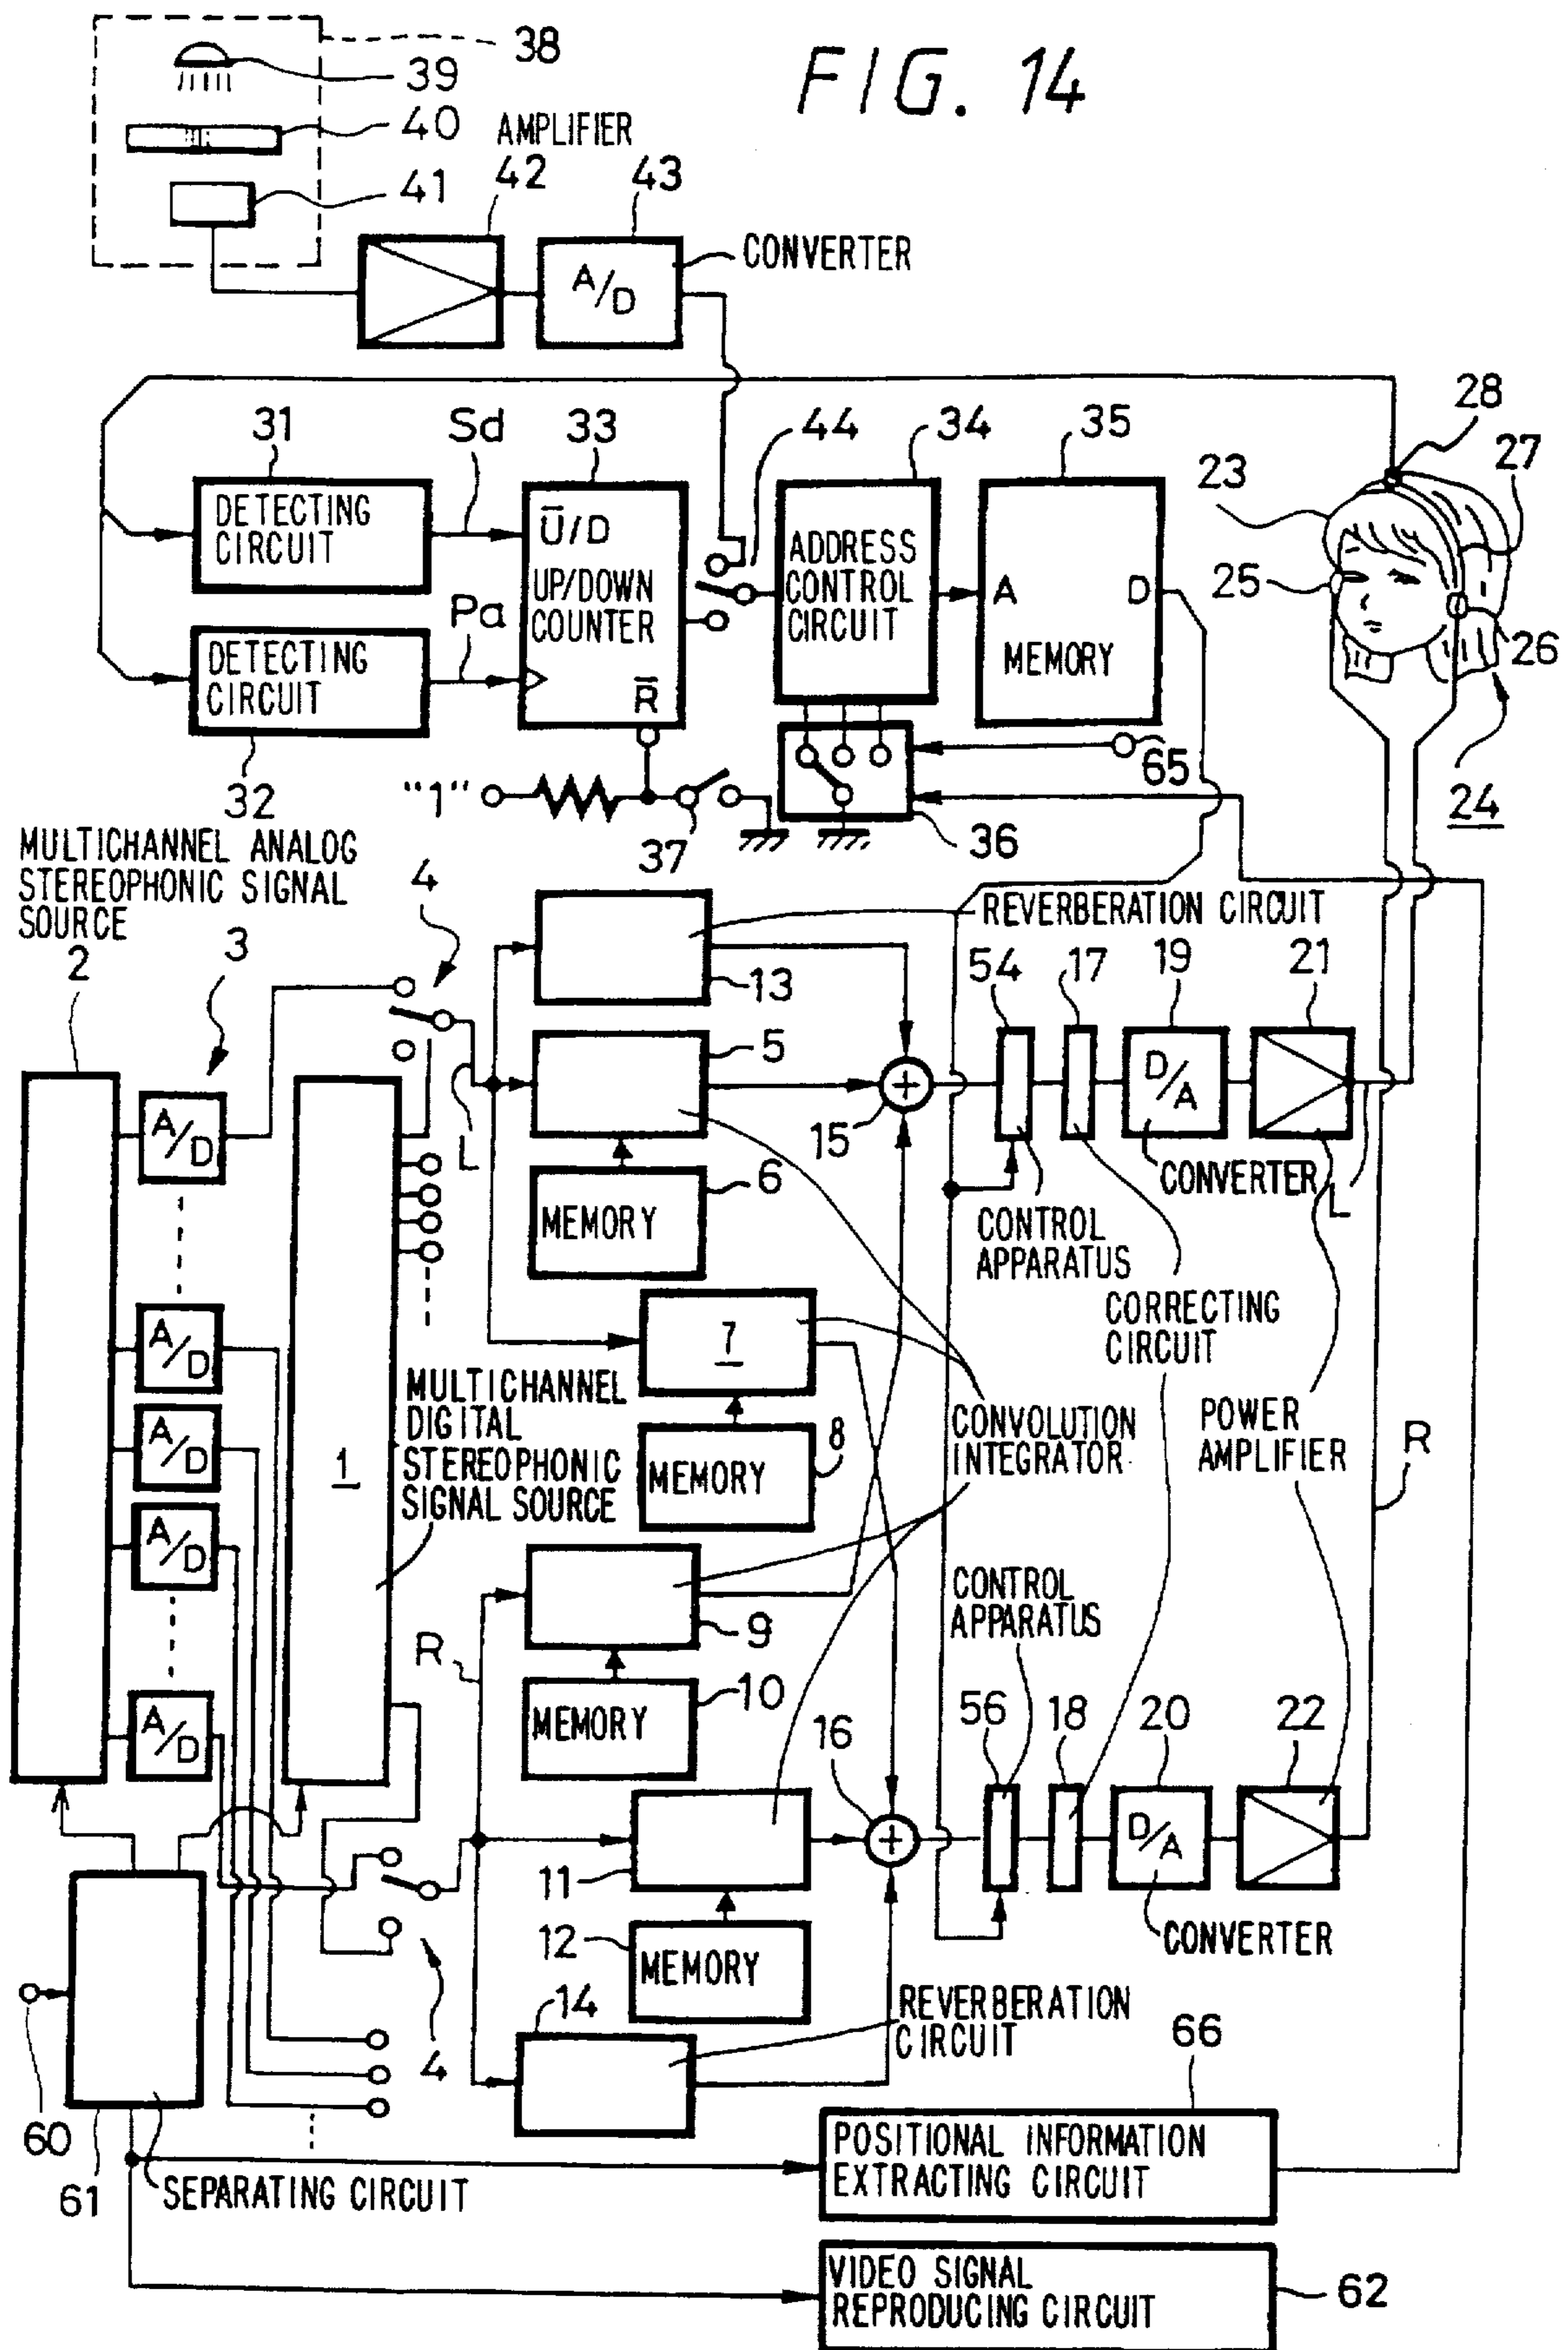 FIG. 14
38
39
40
41
AMPLIFIER
42
43
CONVERTER
A/D
28
27
23
25
26
24
31
Sd
33
44
34
35
DETECTING
CIRCUIT
U̅/D
UP/DOWN
COUNTER
R̅
ADDRESS
CONTROL
CIRCUIT
A
D
MEMORY
Pa
DETECTING
CIRCUIT
32
"1"
37
36
65
MULTICHANNEL ANALOG
STEREOPHONIC SIGNAL
SOURCE
2
3
4
REVERBERATION CIRCUIT
13
54
17
19
21
5
A/D
L
15
D/A
CONVERTER
L
6
MEMORY
CONTROL
APPARATUS
A/D
7
CORRECTING
CIRCUIT
MULTICHANNEL
DIGITAL
STEREOPHONIC
SIGNAL SOURCE
A/D
1
8
MEMORY
CONVOLUTION
INTEGRATOR
POWER
AMPLIFIER
R
A/D
9
CONTROL
APPARATUS
R
10
MEMORY
A/D
16
56
18
20
22
11
D/A
CONVERTER
12
MEMORY
14
REVERBERATION
CIRCUIT
4
60
61
SEPARATING CIRCUIT
66
POSITIONAL INFORMATION
EXTRACTING CIRCUIT
VIDEO SIGNAL
REPRODUCING CIRCUIT
62